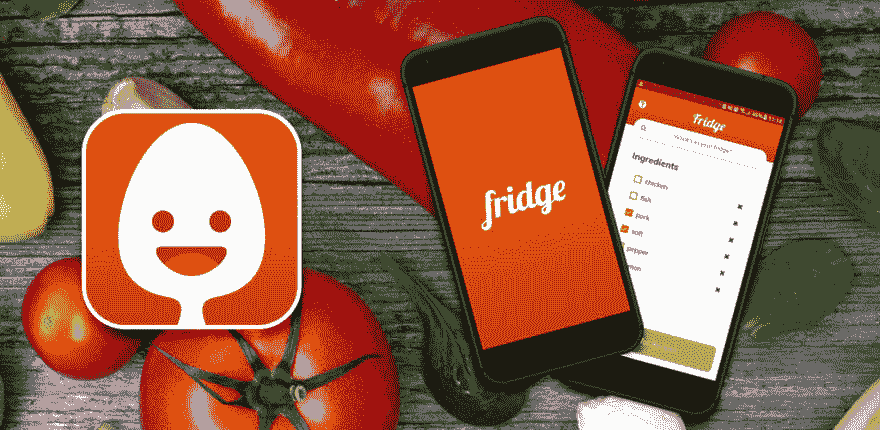 fridge
Fridge
What's in your fridge?
Ingredients
chicken
fish
pork
salt
pepper